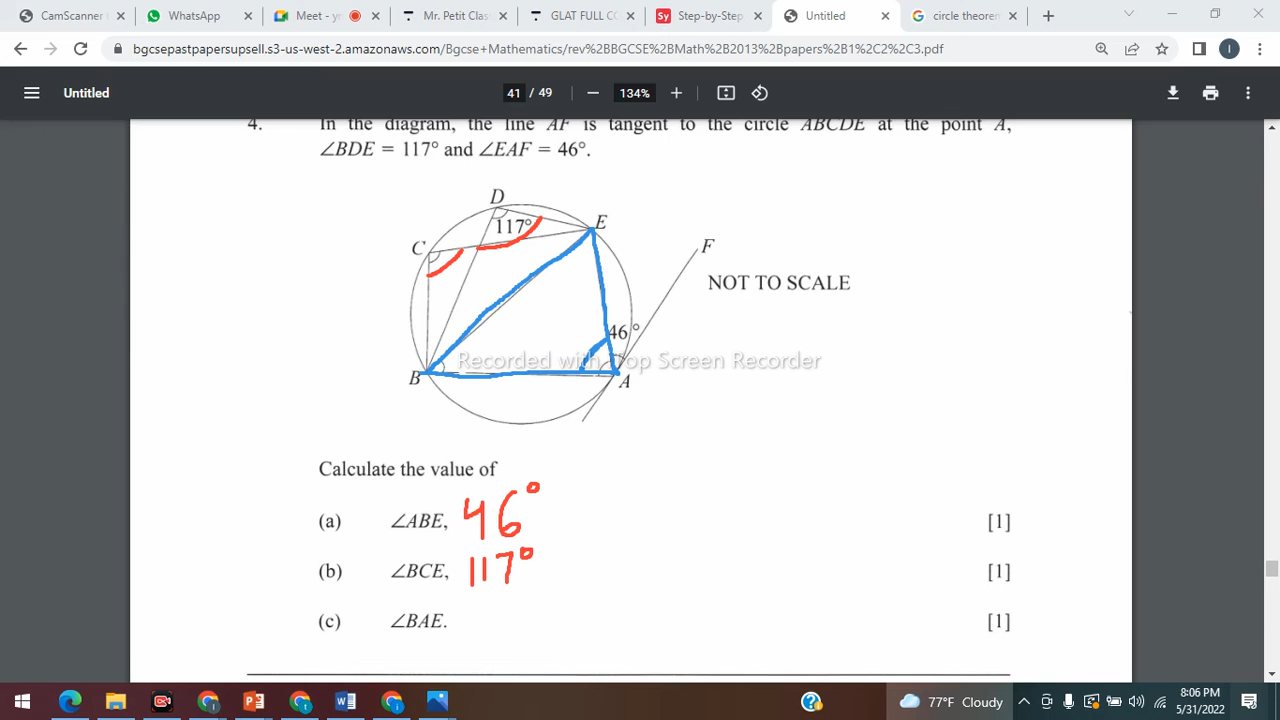 CamScanner
WhatsApp
Meet - y
Mr. Petit Clas
GLAT FULL CO
Step-by-Step
Untitled
circle theorem
bgcsepastpapersupsell.s3-us-west-2.amazonaws.com/Bgcse+Mathematics/rev%2BBGCSE%2BMath%2B2013%2Bpapers%2B1%2C2%2C3.pdf
I
Untitled
41 / 49
134%
4. In the diagram, the line AF is tangent to the circle ABCDE at the point A,
∠BDE = 117° and ∠EAF = 46°.
D
E
117°
C
F
NOT TO SCALE
46°
Recorded with Top Screen Recorder
B
A
Calculate the value of
(a) ∠ABE, 46° [1]
(b) ∠BCE, 117° [1]
(c) ∠BAE. [1]
77°F Cloudy
8:06 PM
5/31/2022